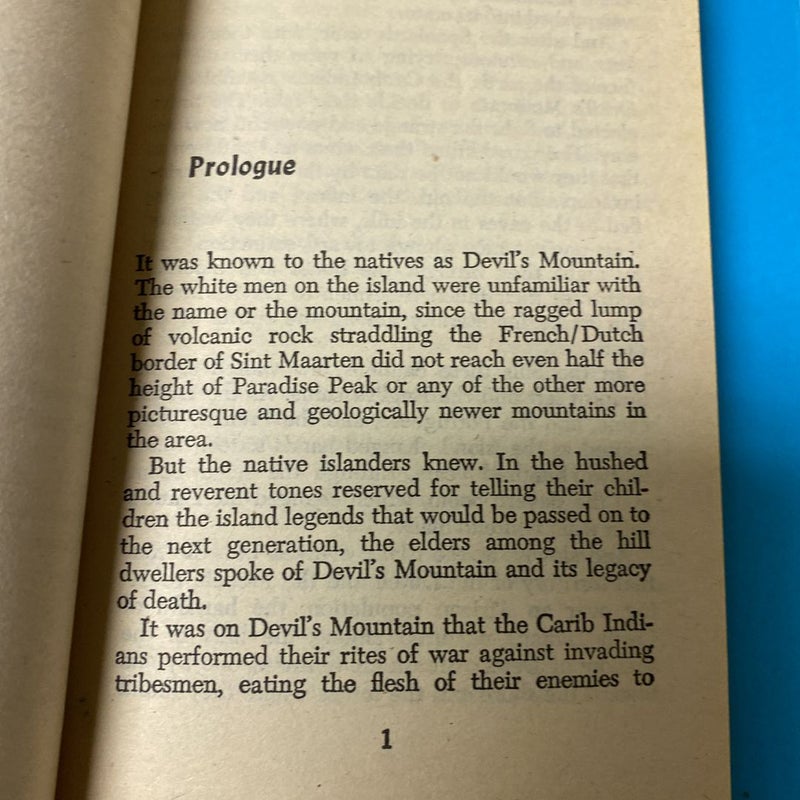 Prologue
It was known to the natives as Devil's Mountain.
The white men on the island were unfamiliar with
the name or the mountain, since the ragged lump
of volcanic rock straddling the French/Dutch
border of Sint Maarten did not reach even half the
height of Paradise Peak or any of the other more
picturesque and geologically newer mountains in
the area.
But the native islanders knew. In the hushed
and reverent tones reserved for telling their chil-
dren the island legends that would be passed on to
the next generation, the elders among the hill
dwellers spoke of Devil's Mountain and its legacy
of death.
It was on Devil's Mountain that the Carib Indi-
ans performed their rites of war against invading
tribesmen, eating the flesh of their enemies to
1